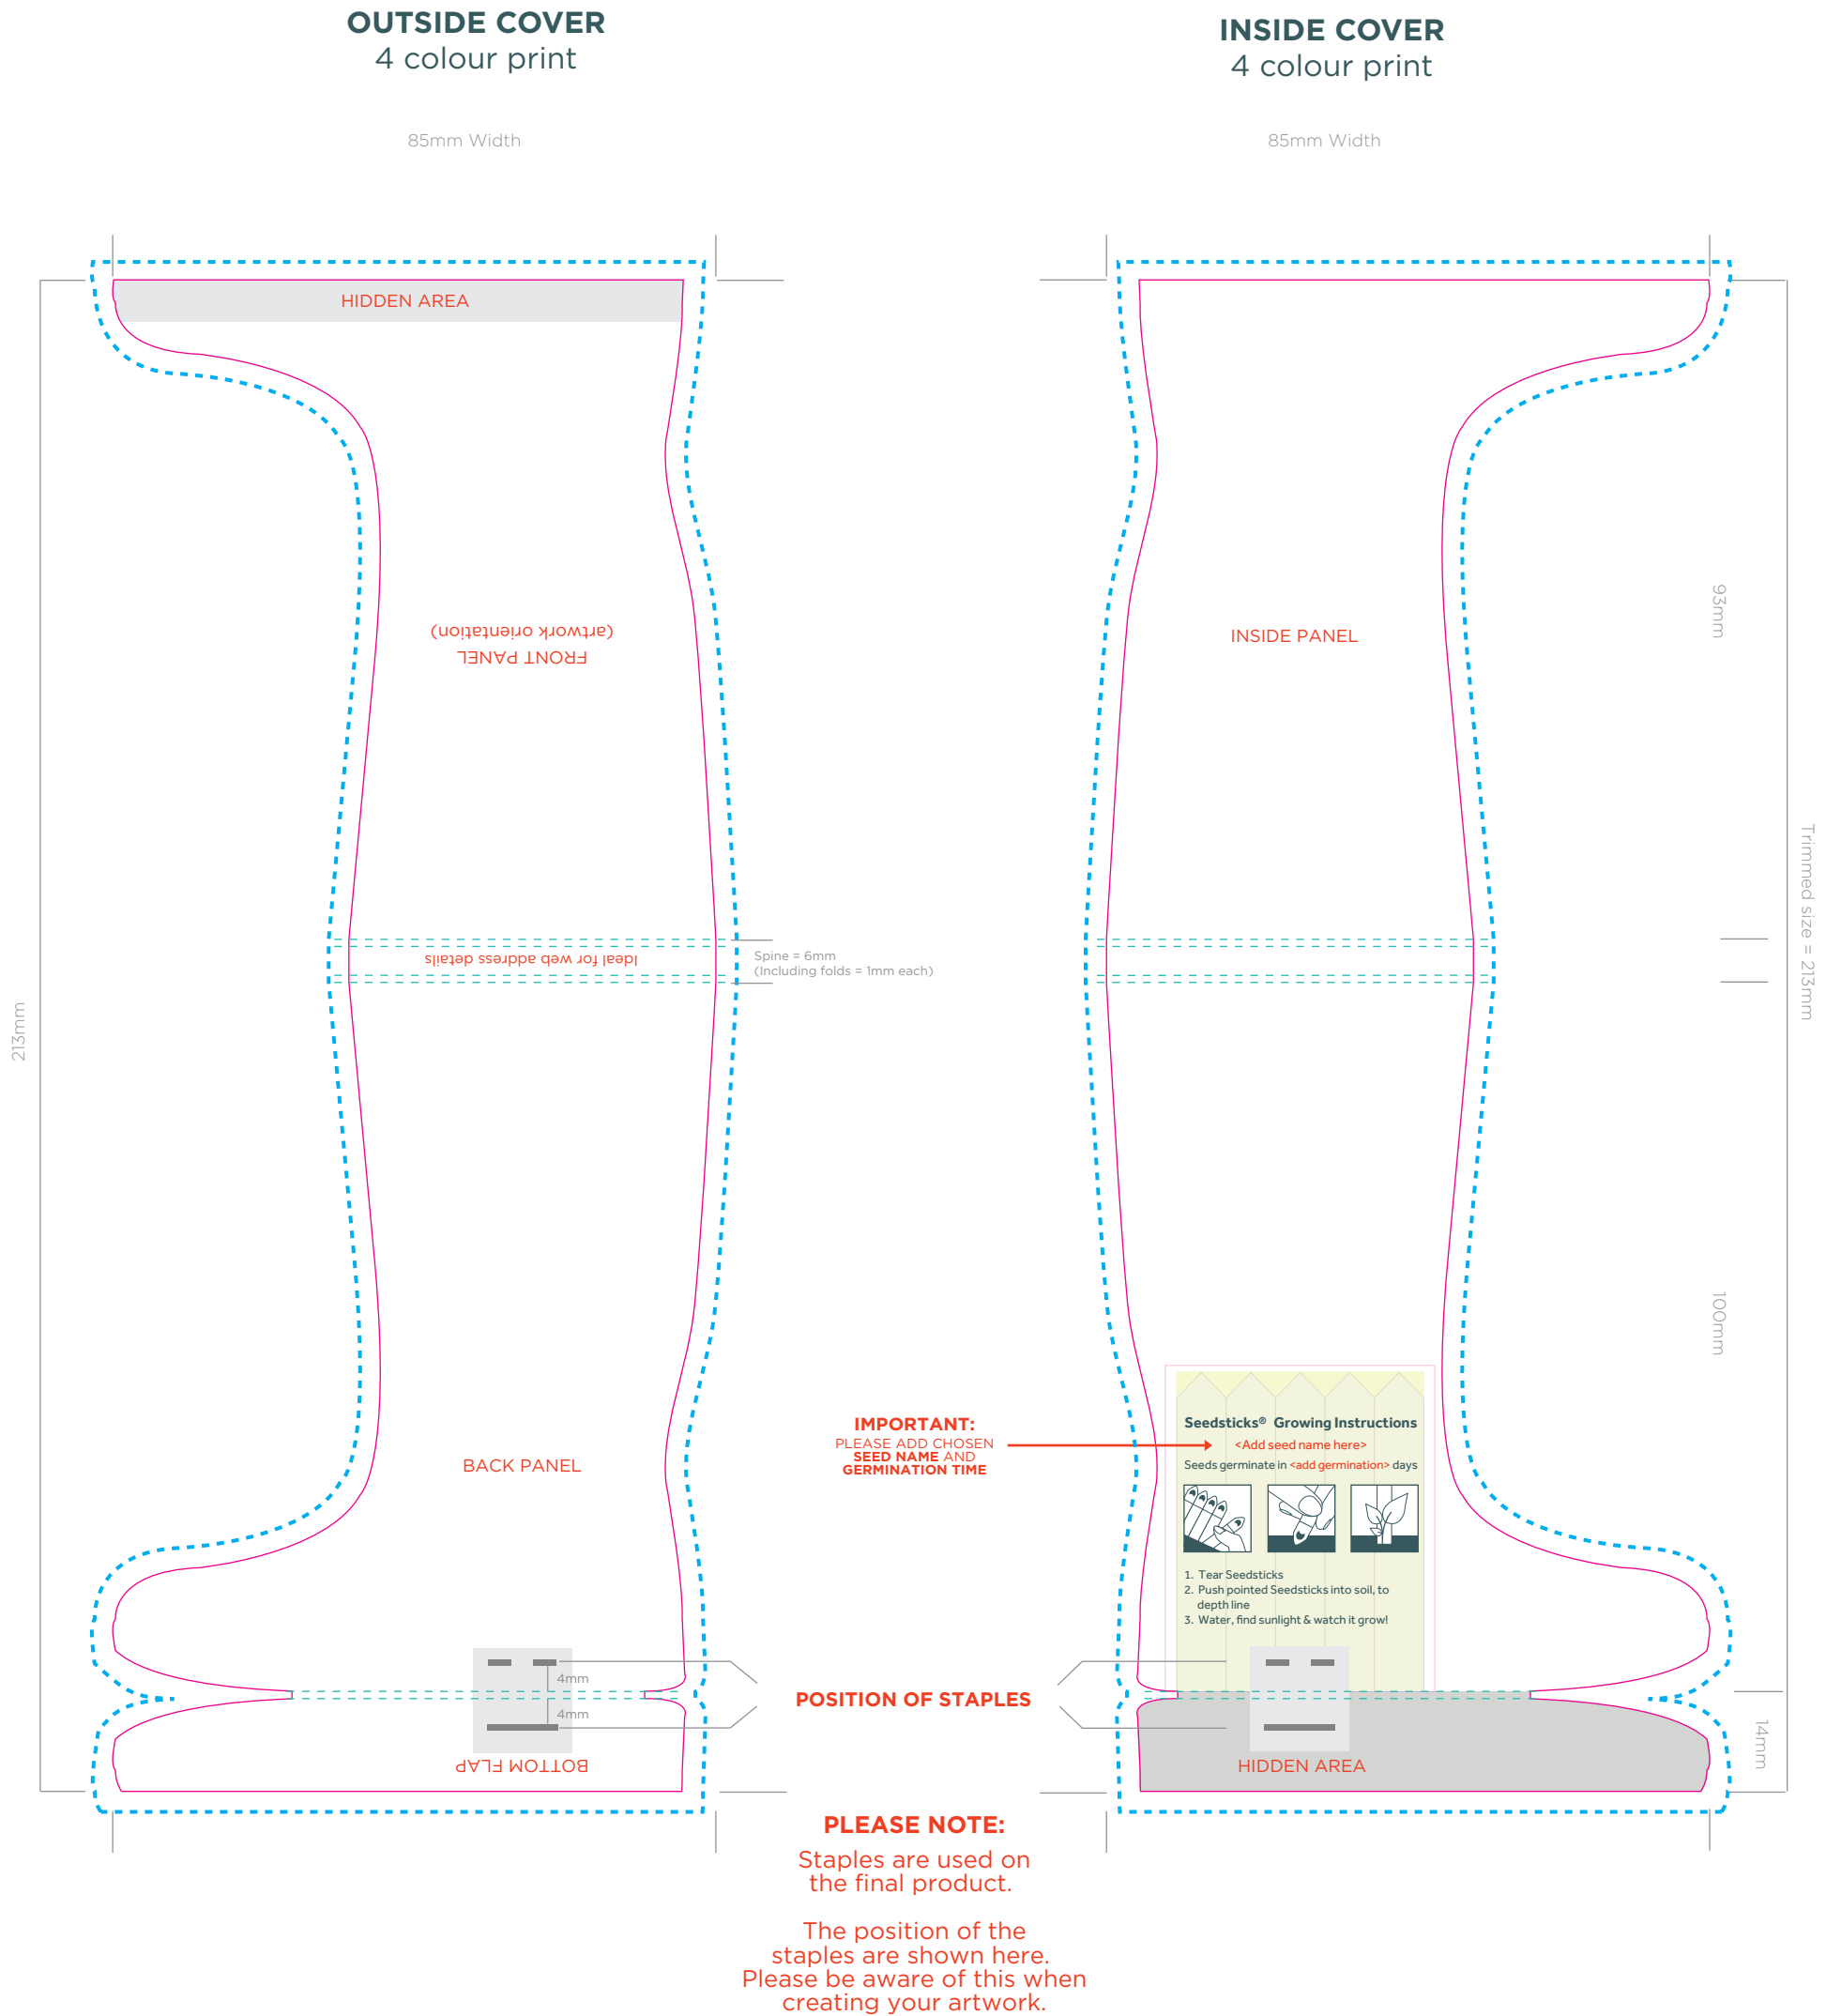 OUTSIDE COVER
4 colour print
INSIDE COVER
4 colour print
85mm Width
85mm Width
HIDDEN AREA
FRONT PANEL
(artwork orientation)
INSIDE PANEL
93mm
Trimmed size = 213mm
Ideal for web address details
Spine = 6mm
(Including folds = 1mm each)
213mm
100mm
BACK PANEL
IMPORTANT:
PLEASE ADD CHOSEN
SEED NAME AND
GERMINATION TIME
Seedsticks® Growing Instructions
<Add seed name here>
Seeds germinate in <add germination> days
1. Tear Seedsticks
2. Push pointed Seedsticks into soil, to
depth line
3. Water, find sunlight & watch it grow!
4mm
4mm
POSITION OF STAPLES
BOTTOM FLAP
HIDDEN AREA
14mm
PLEASE NOTE:
Staples are used on
the final product.
The position of the
staples are shown here.
Please be aware of this when
creating your artwork.